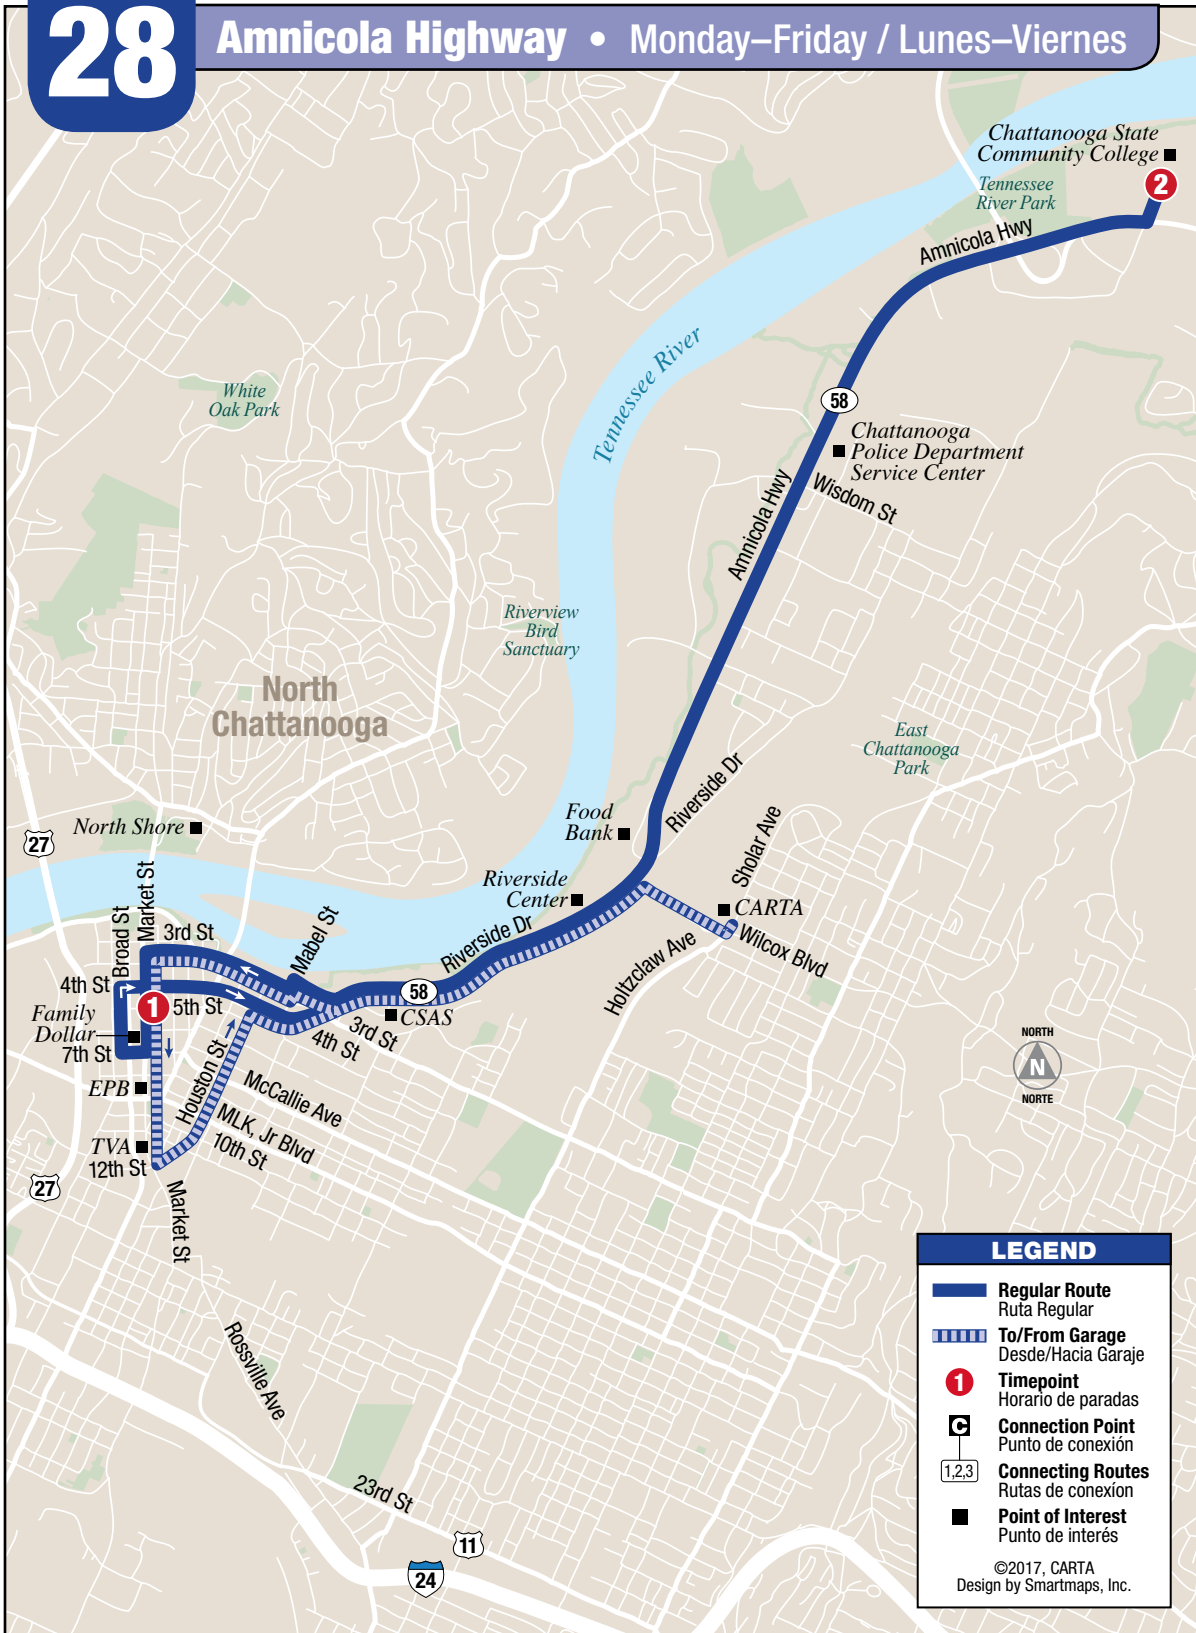 28
Amnicola Highway • Monday–Friday / Lunes–Viernes
Chattanooga State
Community College
2
Tennessee
River Park
Amnicola Hwy
Tennessee River
White
Oak Park
58
Chattanooga
Police Department
Service Center
Wisdom St
Amnicola Hwy
Riverview
Bird
Sanctuary
North
Chattanooga
East
Chattanooga
Park
Riverside Dr
Food
Bank
Sholar Ave
North Shore
27
Market St
Broad St
Riverside
Center
CARTA
Mabel St
3rd St
Riverside Dr
Wilcox Blvd
Holtzclaw Ave
4th St
58
1
5th St
CSAS
Family
Dollar
3rd St
4th St
7th St
NORTH
N
NORTE
Houston St
EPB
McCallie Ave
MLK, Jr Blvd
10th St
TVA
12th St
27
Market St
Rossville Ave
23rd St
11
24
LEGEND
Regular Route
Ruta Regular
To/From Garage
Desde/Hacia Garaje
1
Timepoint
Horario de paradas
C
Connection Point
Punto de conexión
1,2,3
Connecting Routes
Rutas de conexíon
Point of Interest
Punto de interés
©2017, CARTA
Design by Smartmaps, Inc.